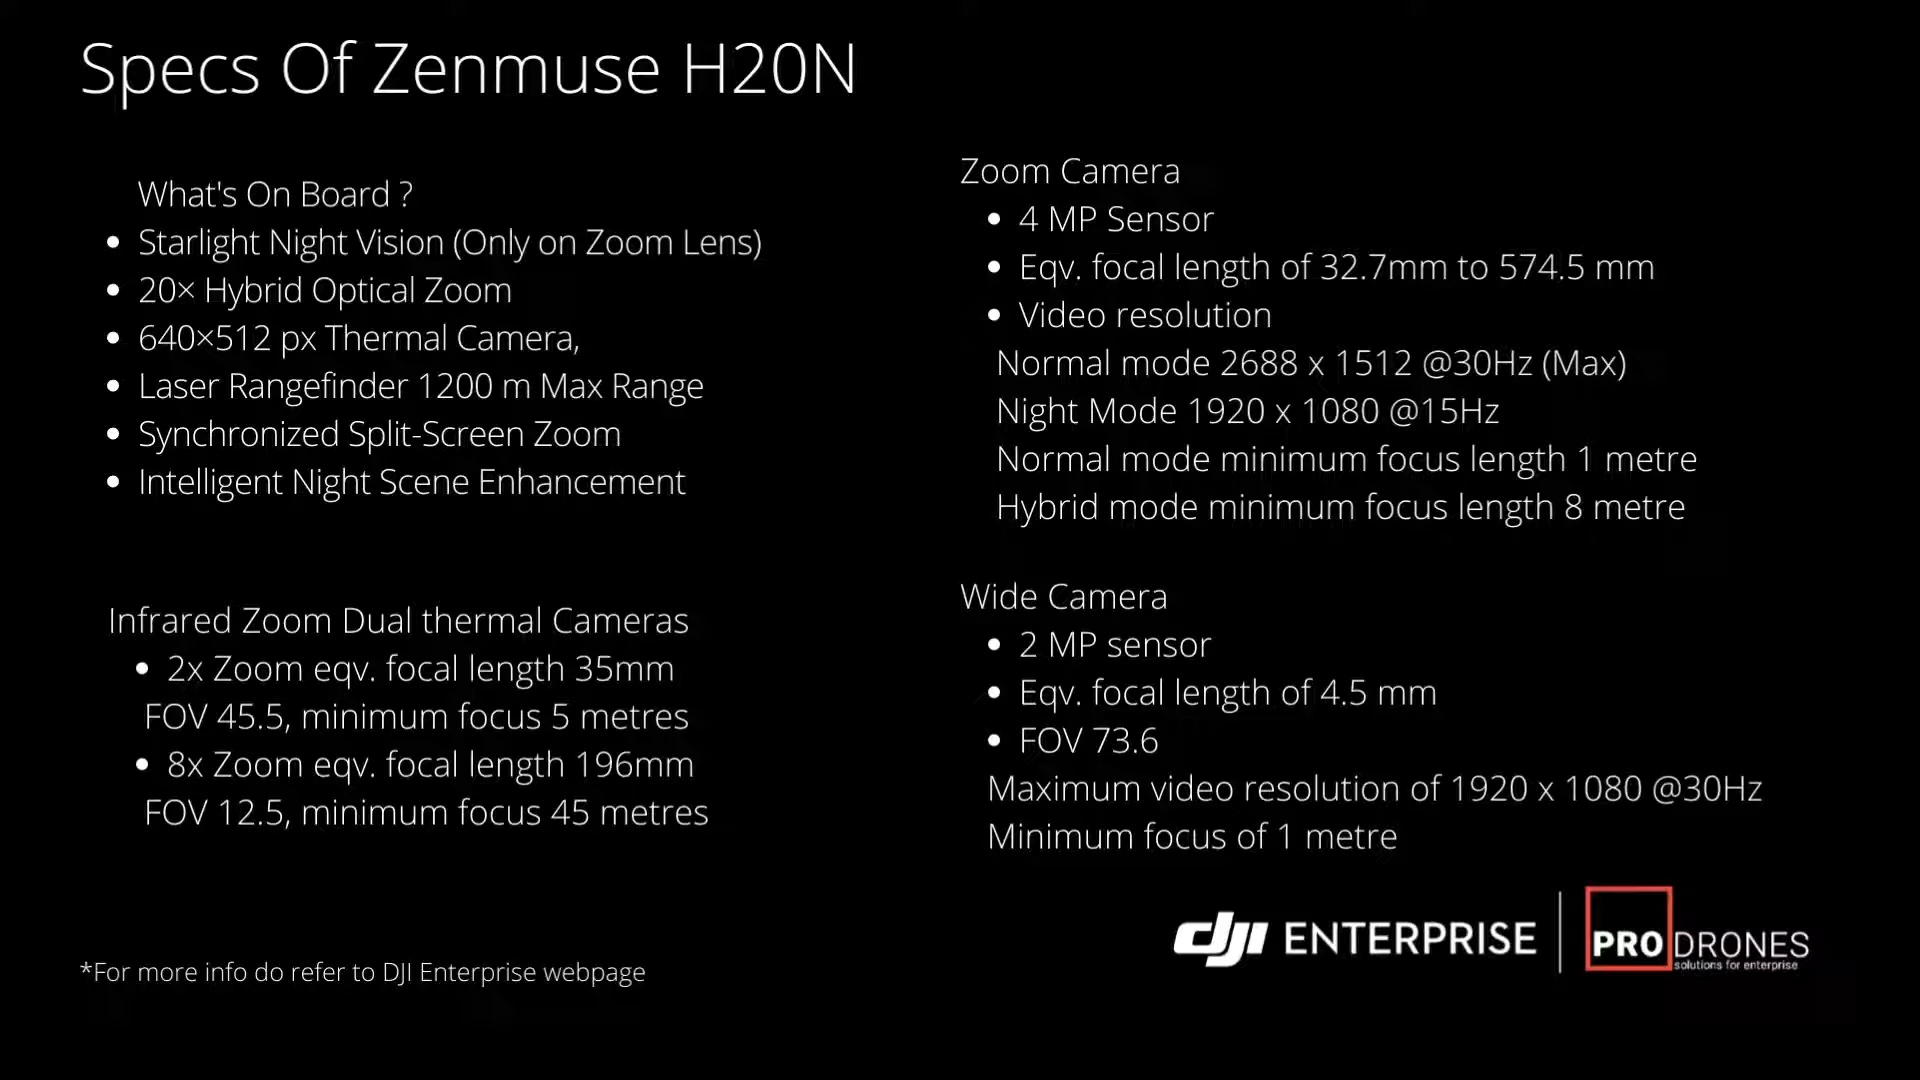 Specs Of Zenmuse H20N
What's On Board ?
• Starlight Night Vision (Only on Zoom Lens)
• 20× Hybrid Optical Zoom
• 640×512 px Thermal Camera,
• Laser Rangefinder 1200 m Max Range
• Synchronized Split-Screen Zoom
• Intelligent Night Scene Enhancement
Infrared Zoom Dual thermal Cameras
• 2x Zoom eqv. focal length 35mm
FOV 45.5, minimum focus 5 metres
• 8x Zoom eqv. focal length 196mm
FOV 12.5, minimum focus 45 metres
*For more info do refer to DJI Enterprise webpage
Zoom Camera
• 4 MP Sensor
• Eqv. focal length of 32.7mm to 574.5 mm
• Video resolution
Normal mode 2688 x 1512 @30Hz (Max)
Night Mode 1920 x 1080 @15Hz
Normal mode minimum focus length 1 metre
Hybrid mode minimum focus length 8 metre
Wide Camera
• 2 MP sensor
• Eqv. focal length of 4.5 mm
• FOV 73.6
Maximum video resolution of 1920 x 1080 @30Hz
Minimum focus of 1 metre
dji ENTERPRISE
PRODRONES
solutions for enterprise